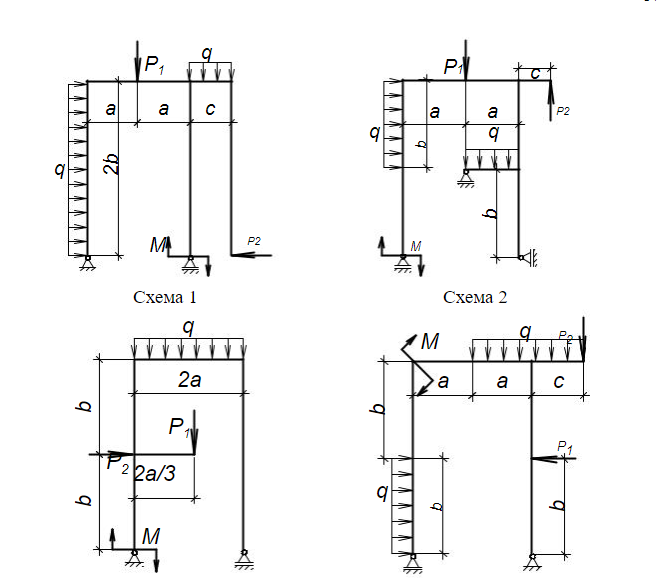 P1 q
a a c
q 2b
M P2
Схема 1
P1 c
a a P2
q b q
b
M
Схема 2
q
2a
b
P1
P2 2a/3
b
M
M q P2
a a c
b
P1
q b b